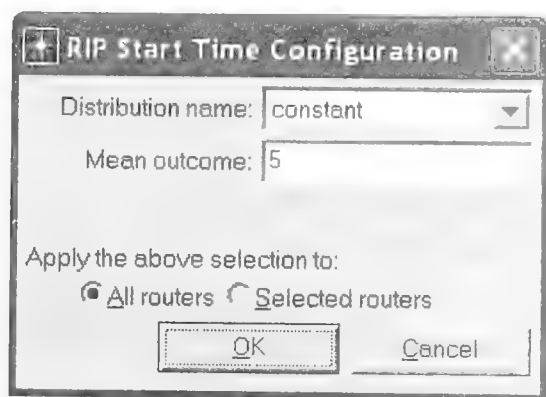 RIP Start Time Configuration
Distribution name: constant
Mean outcome: 5
Apply the above selection to:
All routers Selected routers
OK Cancel